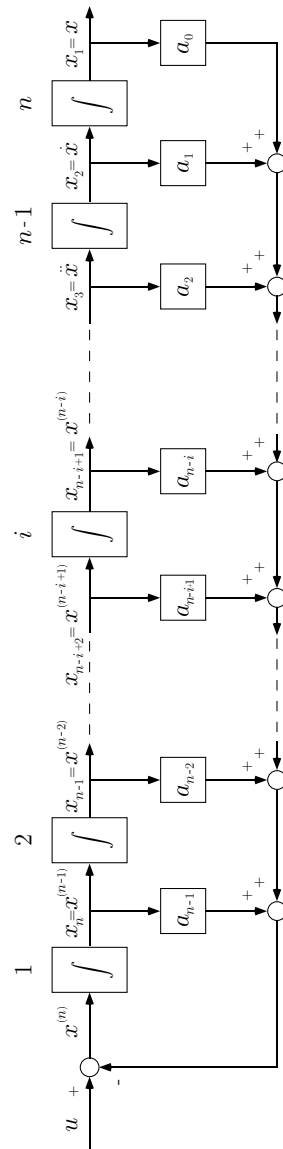 1 2 i n-1 n
u + - x^(n) ∫ x_n=x^(n-1) ∫ x_{n-1}=x^(n-2) x_{n-i+2}=x^(n-i+1) ∫ x_{n-i+1}=x^(n-i) x_3=ẍ ∫ x_2=ẋ ∫ x_1=x
a_{n-1} a_{n-2} a_{n-i+1} a_{n-i} a_2 a_1 a_0
+ + + + + + + + + + + +